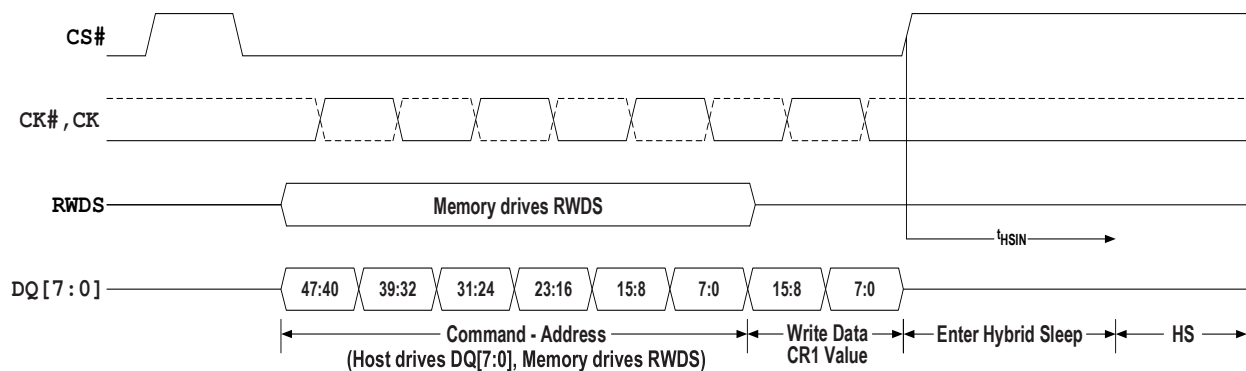 CS#
CK#,CK
RWDS
Memory drives RWDS
tHSIN
DQ[7:0]
47:40 39:32 31:24 23:16 15:8 7:0 15:8 7:0
Command - Address
(Host drives DQ[7:0], Memory drives RWDS)
Write Data
CR1 Value
Enter Hybrid Sleep
HS